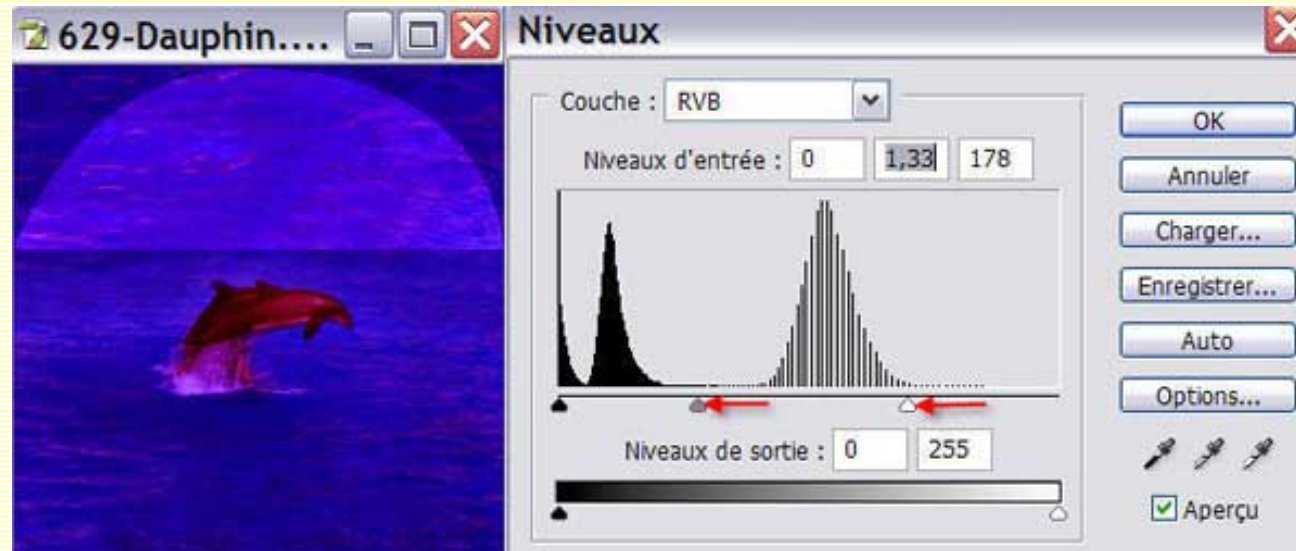 629-Dauphin....
Niveaux
Couche : RVB
Niveaux d'entrée : 0 1,33 178
Niveaux de sortie : 0 255
OK
Annuler
Charger...
Enregistrer...
Auto
Options...
Aperçu